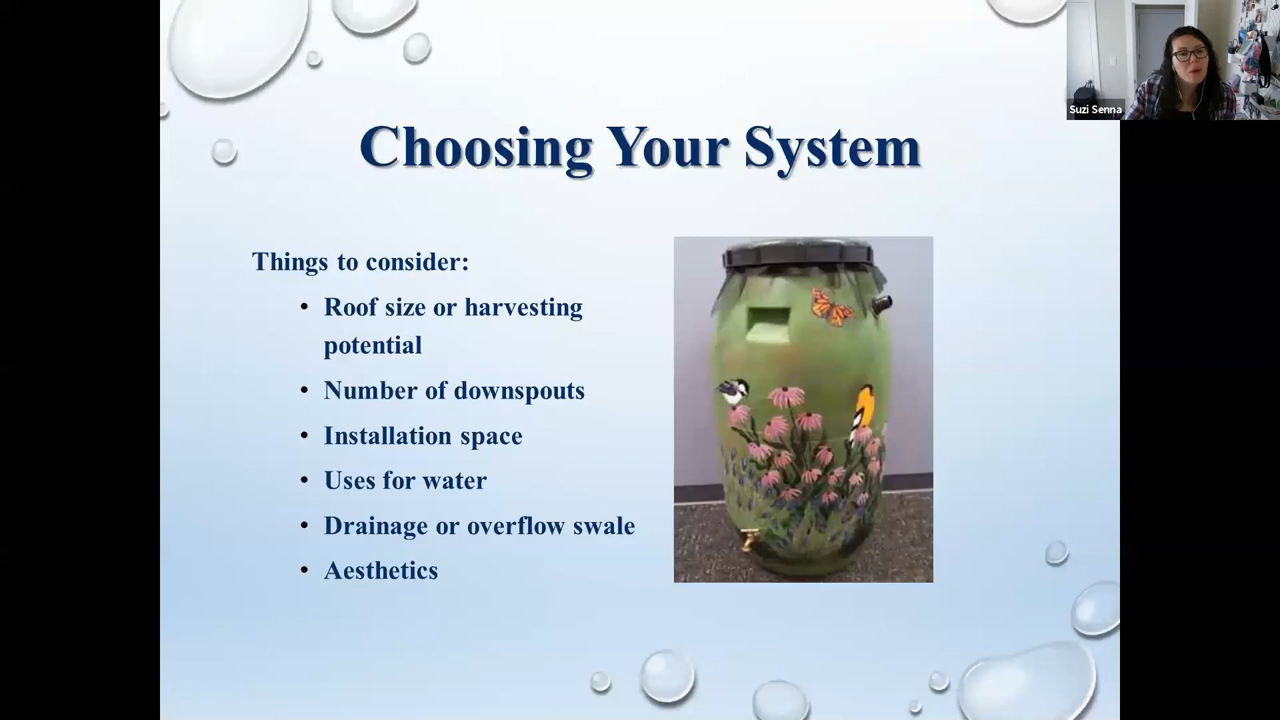 Suzi Senna
Choosing Your System
Things to consider:
• Roof size or harvesting
potential
• Number of downspouts
• Installation space
• Uses for water
• Drainage or overflow swale
• Aesthetics